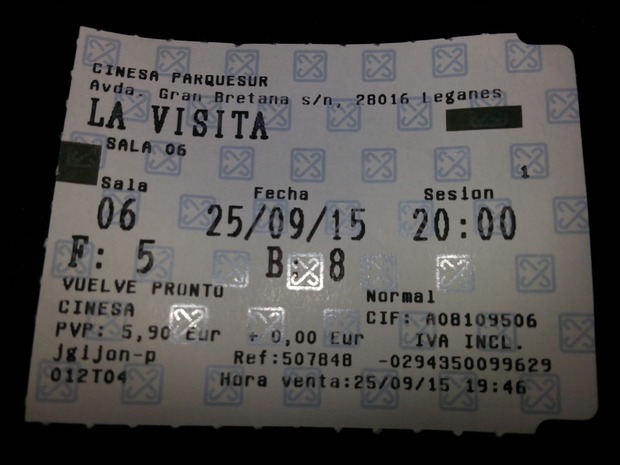 CINESA PARQUESUR
Avda. Gran Bretana s/n, 28016 Leganes
LA VISITA
SALA 06
1
Sala Fecha Sesion
06 25/09/15 20:00
F: 5 B: 8
VUELVE PRONTO Normal
CINESA CIF: A08109506
PVP: 5,90 Eur + 0,00 Eur IVA INCL.
jgljon-p Ref:507848 -0294350099629
012T04 Hora venta:25/09/15 19:46